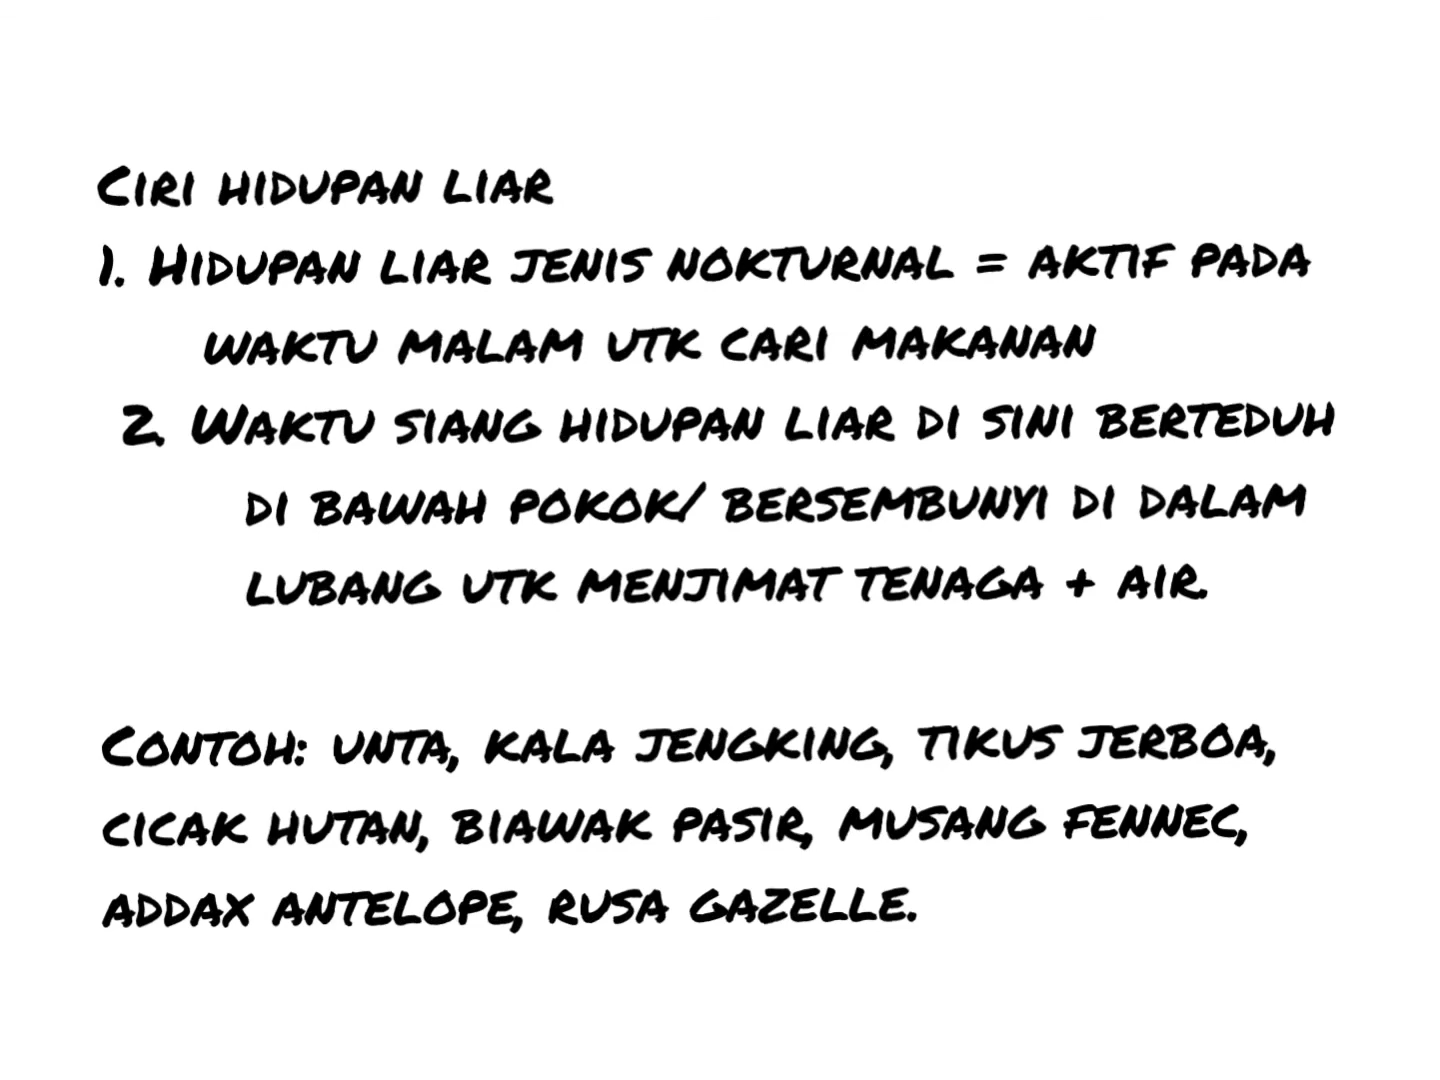 Ciri hidupan liar
1. Hidupan liar jenis nokturnal = aktif pada
waktu malam utk cari makanan
2. Waktu siang hidupan liar di sini berteduh
di bawah pokok/ bersembunyi di dalam
lubang utk menjimat tenaga + air.
Contoh: unta, kala jengking, tikus jerboa,
cicak hutan, biawak pasir, musang fennec,
addax antelope, rusa gazelle.